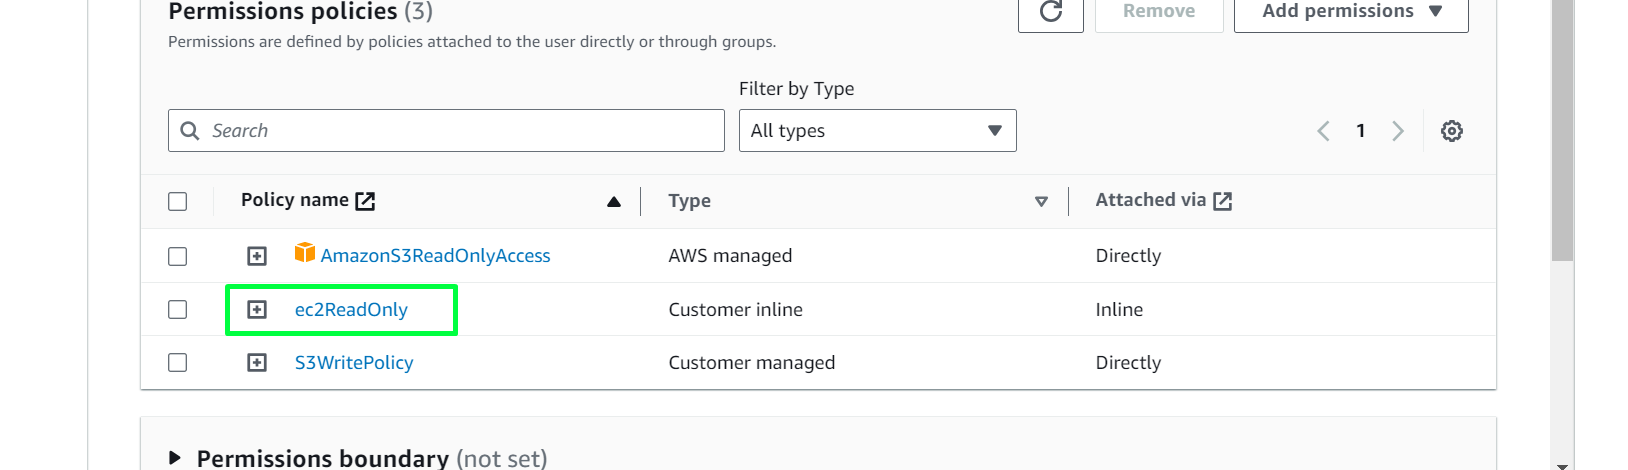 Permissions policies (3)
Remove
Add permissions
Permissions are defined by policies attached to the user directly or through groups.
Filter by Type
Search
All types
1
Policy name
Type
Attached via
AmazonS3ReadOnlyAccess
AWS managed
Directly
ec2ReadOnly
Customer inline
Inline
S3WritePolicy
Customer managed
Directly
Permissions boundary (not set)